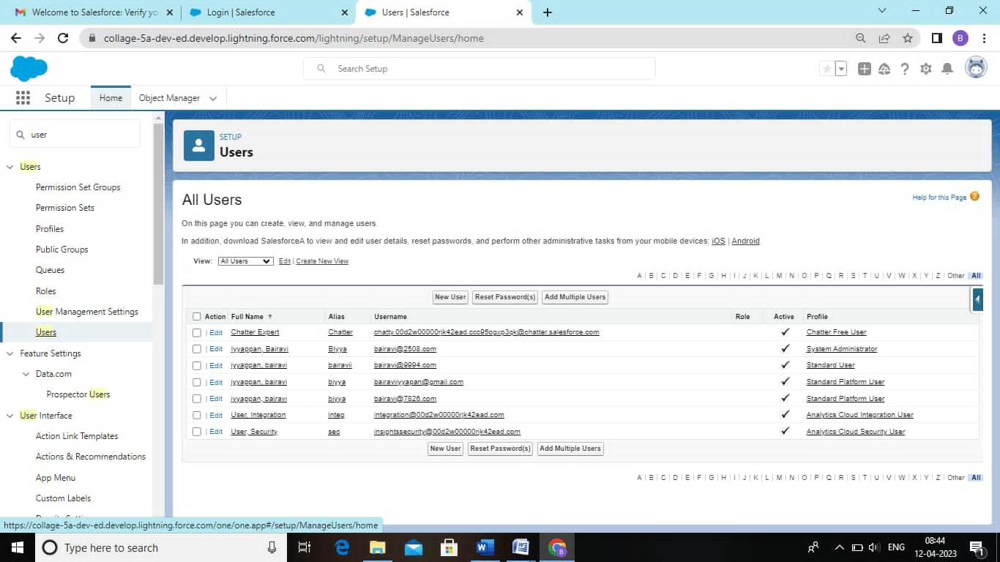 Welcome to Salesforce: Verify yo
Login | Salesforce
Users | Salesforce
collage-5a-dev-ed.develop.lightning.force.com/lightning/setup/ManageUsers/home
B
Search Setup
Setup
Home
Object Manager
user
Users
Permission Set Groups
Permission Sets
Profiles
Public Groups
Queues
Roles
User Management Settings
Users
Feature Settings
Data.com
Prospector Users
User Interface
Action Link Templates
Actions & Recommendations
App Menu
Custom Labels
SETUP
Users
All Users
Help for this Page ?
On this page you can create, view, and manage users.
In addition, download SalesforceA to view and edit user details, reset passwords, and perform other administrative tasks from your mobile devices: iOS | Android
View: All Users Edit | Create New View
A | B | C | D | E | F | G | H | I | J | K | L | M | N | O | P | Q | R | S | T | U | V | W | X | Y | Z | Other All
New User Reset Password(s) Add Multiple Users
Action Full Name ↑ Alias Username Role Active Profile
| Edit Chatter Expert Chatter chatty.00d2w00000rjk42ead.ccc95ogxp3qk@chatter.salesforce.com ✓ Chatter Free User
| Edit Iyyappan, Bairavi BIyya bairavi@2508.com ✓ System Administrator
| Edit iyyappan, bairavi bairavii bairavi@9994.com ✓ Standard User
| Edit iyyappan, bairavi biyya bairaviiyyapan@gmail.com ✓ Standard Platform User
| Edit iyyappan, bairavi biyya bairavi@7826.com ✓ Standard Platform User
| Edit User, Integration integ integration@00d2w00000rjk42ead.com ✓ Analytics Cloud Integration User
| Edit User, Security sec insightssecurity@00d2w00000rjk42ead.com ✓ Analytics Cloud Security User
New User Reset Password(s) Add Multiple Users
A | B | C | D | E | F | G | H | I | J | K | L | M | N | O | P | Q | R | S | T | U | V | W | X | Y | Z | Other All
https://collage-5a-dev-ed.develop.lightning.force.com/one/one.app#/setup/ManageUsers/home
Type here to search
ENG
08:44
12-04-2023
1